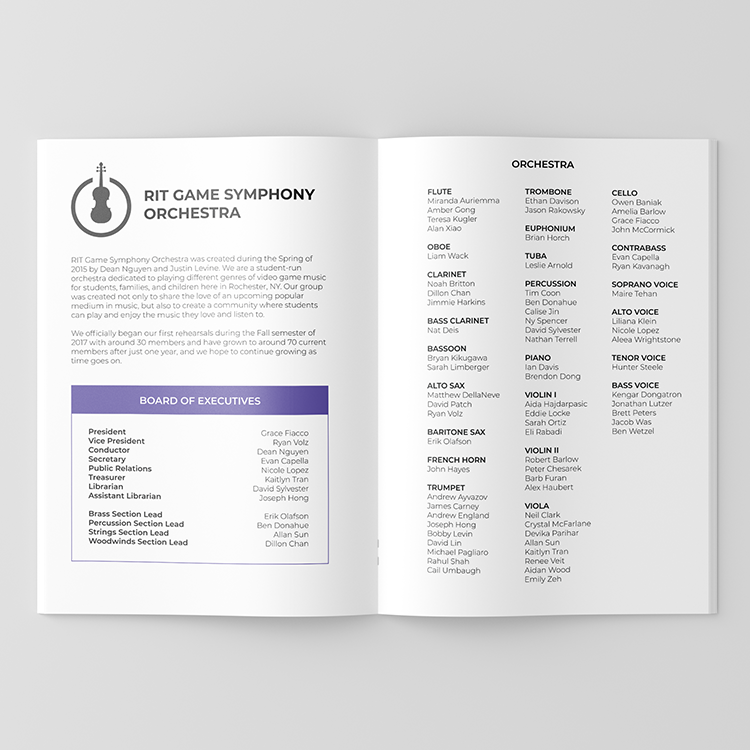 RIT GAME SYMPHONY
ORCHESTRA
RIT Game Symphony Orchestra was created during the Spring of
2015 by Dean Nguyen and Justin Levine. We are a student-run
orchestra dedicated to playing different genres of video game music
for students, families, and children here in Rochester, NY. Our group
was created not only to share the love of an upcoming popular
medium in music, but also to create a community where students
can play and enjoy the music they love and listen to.
We officially began our first rehearsals during the Fall semester of
2017 with around 30 members and have grown to around 70 current
members after just one year, and we hope to continue growing as
time goes on.
BOARD OF EXECUTIVES
President Grace Fiacco
Vice President Ryan Volz
Conductor Dean Nguyen
Secretary Evan Capella
Public Relations Nicole Lopez
Treasurer Kaitlyn Tran
Librarian David Sylvester
Assistant Librarian Joseph Hong
Brass Section Lead Erik Olafson
Percussion Section Lead Ben Donahue
Strings Section Lead Allan Sun
Woodwinds Section Lead Dillon Chan
ORCHESTRA
FLUTE
Miranda Auriemma
Amber Gong
Teresa Kugler
Alan Xiao
OBOE
Liam Wack
CLARINET
Noah Britton
Dillon Chan
Jimmie Harkins
BASS CLARINET
Nat Deis
BASSOON
Bryan Kikugawa
Sarah Limberger
ALTO SAX
Matthew DellaNeve
David Patch
Ryan Volz
BARITONE SAX
Erik Olafson
FRENCH HORN
John Hayes
TRUMPET
Andrew Ayvazov
James Carney
Andrew England
Joseph Hong
Bobby Levin
David Lin
Michael Pagliaro
Rahul Shah
Cail Umbaugh
TROMBONE
Ethan Davison
Jason Rakowsky
EUPHONIUM
Brian Horch
TUBA
Leslie Arnold
PERCUSSION
Tim Coon
Ben Donahue
Calise Jin
Ny Spencer
David Sylvester
Nathan Terrell
PIANO
Ian Davis
Brendon Dong
VIOLIN I
Aida Hajdarpasic
Eddie Locke
Sarah Ortiz
Eli Rabadi
VIOLIN II
Robert Barlow
Peter Chesarek
Barb Furan
Alex Haubert
VIOLA
Neil Clark
Crystal McFarlane
Devika Parihar
Allan Sun
Kaitlyn Tran
Renee Veit
Aidan Wood
Emily Zeh
CELLO
Owen Baniak
Amelia Barlow
Grace Fiacco
John McCormick
CONTRABASS
Evan Capella
Ryan Kavanagh
SOPRANO VOICE
Maire Tehan
ALTO VOICE
Liliana Klein
Nicole Lopez
Aleea Wrightstone
TENOR VOICE
Hunter Steele
BASS VOICE
Kengar Dongatron
Jonathan Lutzer
Brett Peters
Jacob Was
Ben Wetzel